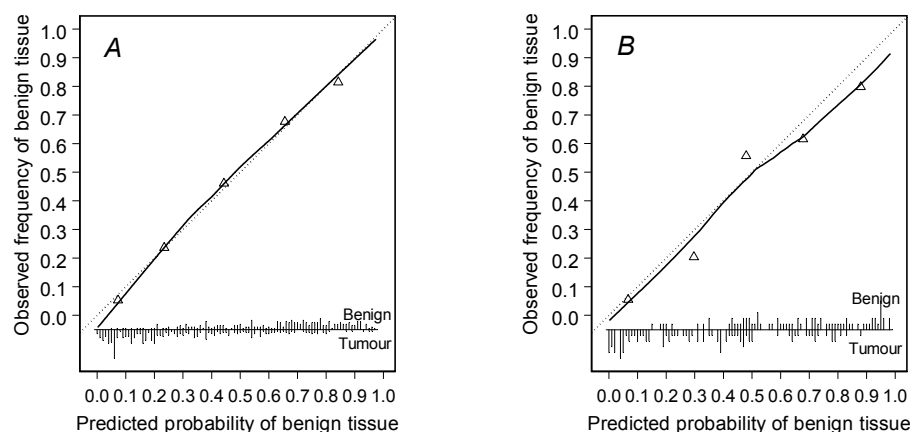 A
Observed frequency of benign tissue
1.0
0.9
0.8
0.7
0.6
0.5
0.4
0.3
0.2
0.1
0.0
Benign
Tumour
0.0 0.1 0.2 0.3 0.4 0.5 0.6 0.7 0.8 0.9 1.0
Predicted probability of benign tissue
B
Observed frequency of benign tissue
1.0
0.9
0.8
0.7
0.6
0.5
0.4
0.3
0.2
0.1
0.0
Benign
Tumour
0.0 0.1 0.2 0.3 0.4 0.5 0.6 0.7 0.8 0.9 1.0
Predicted probability of benign tissue